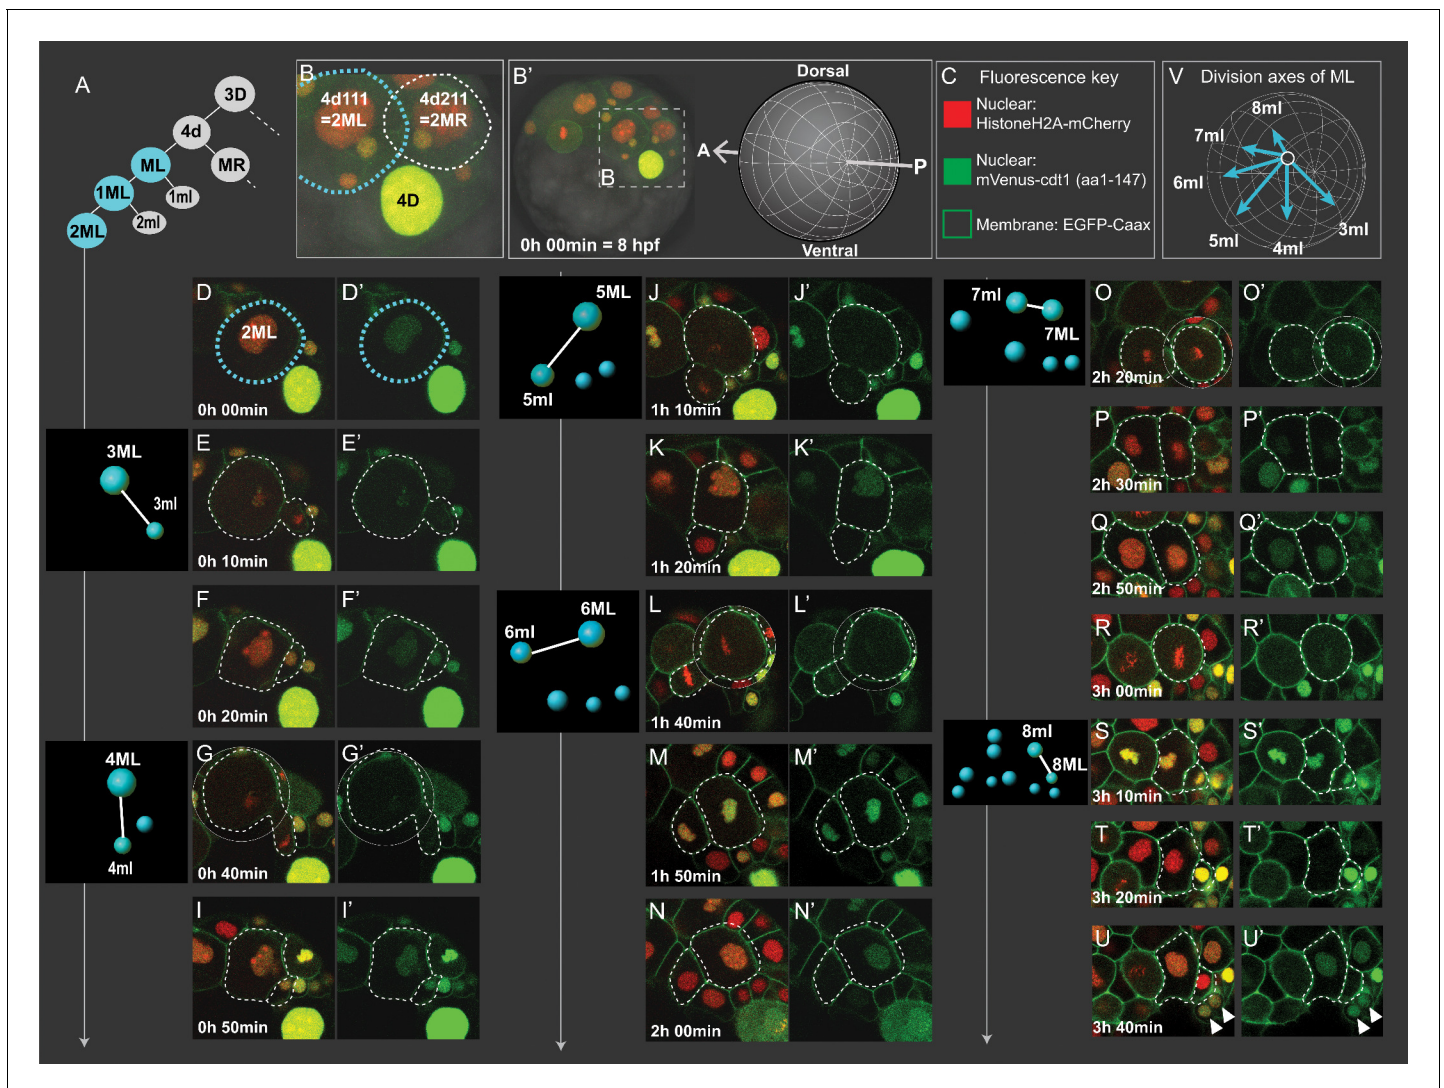 A
3D
4d
ML
MR
1ML
1ml
2ML
2ml
B
4d111
=2ML
4d211
=2MR
4D
B'
B
0h 00min = 8 hpf
Dorsal
A
P
Ventral
C Fluorescence key
Nuclear:
HistoneH2A-mCherry
Nuclear:
mVenus-cdt1 (aa1-147)
Membrane: EGFP-Caax
V Division axes of ML
8ml
7ml
6ml
5ml
4ml
3ml
D
2ML
0h 00min
D'
3ML
3ml
E
0h 10min
E'
F
0h 20min
F'
4ML
4ml
G
0h 40min
G'
I
0h 50min
I'
5ML
5ml
J
1h 10min
J'
K
1h 20min
K'
6ML
6ml
L
1h 40min
L'
M
1h 50min
M'
N
2h 00min
N'
7ml
7ML
O
2h 20min
O'
P
2h 30min
P'
Q
2h 50min
Q'
R
3h 00min
R'
8ml
8ML
S
3h 10min
S'
T
3h 20min
T'
U
3h 40min
U'